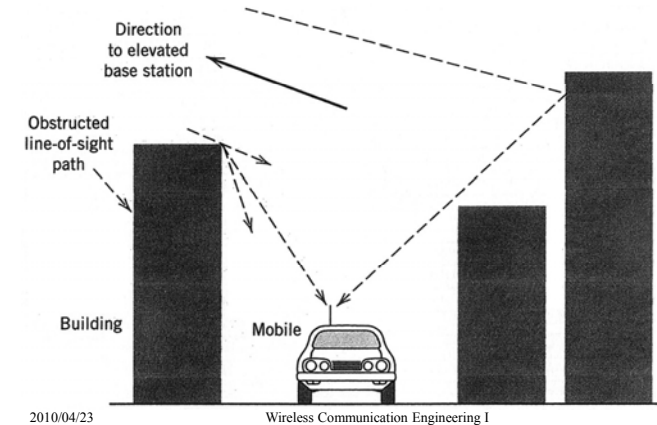 Direction
to elevated
base station
Obstructed
line-of-sight
path
Building
Mobile
2010/04/23
Wireless Communication Engineering I